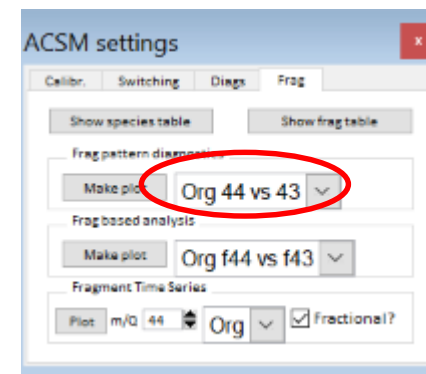 ACSM settings x
Calibr. Switching Diags Frag
Show species table Show frag table
Frag pattern diagnostics
Make plot Org 44 vs 43
Frag based analysis
Make plot Org f44 vs f43
Fragment Time Series
Plot m/Q 44 Org Fractional?